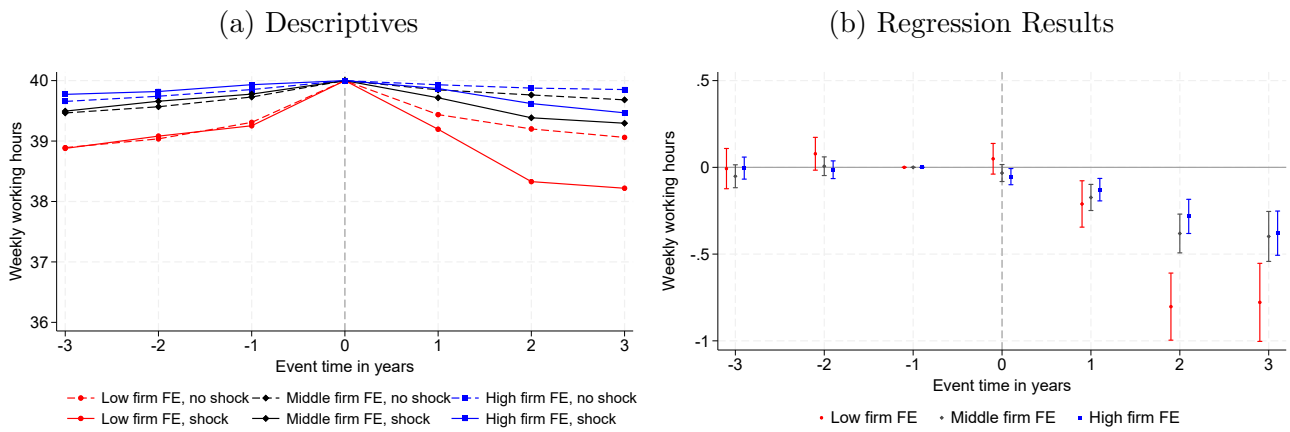 (a) Descriptives
40
39
38
37
36
Weekly working hours
-3 -2 -1 0 1 2 3
Event time in years
Low firm FE, no shock Middle firm FE, no shock High firm FE, no shock
Low firm FE, shock Middle firm FE, shock High firm FE, shock
(b) Regression Results
.5
0
-.5
-1
Weekly working hours
-3 -2 -1 0 1 2 3
Event time in years
Low firm FE Middle firm FE High firm FE